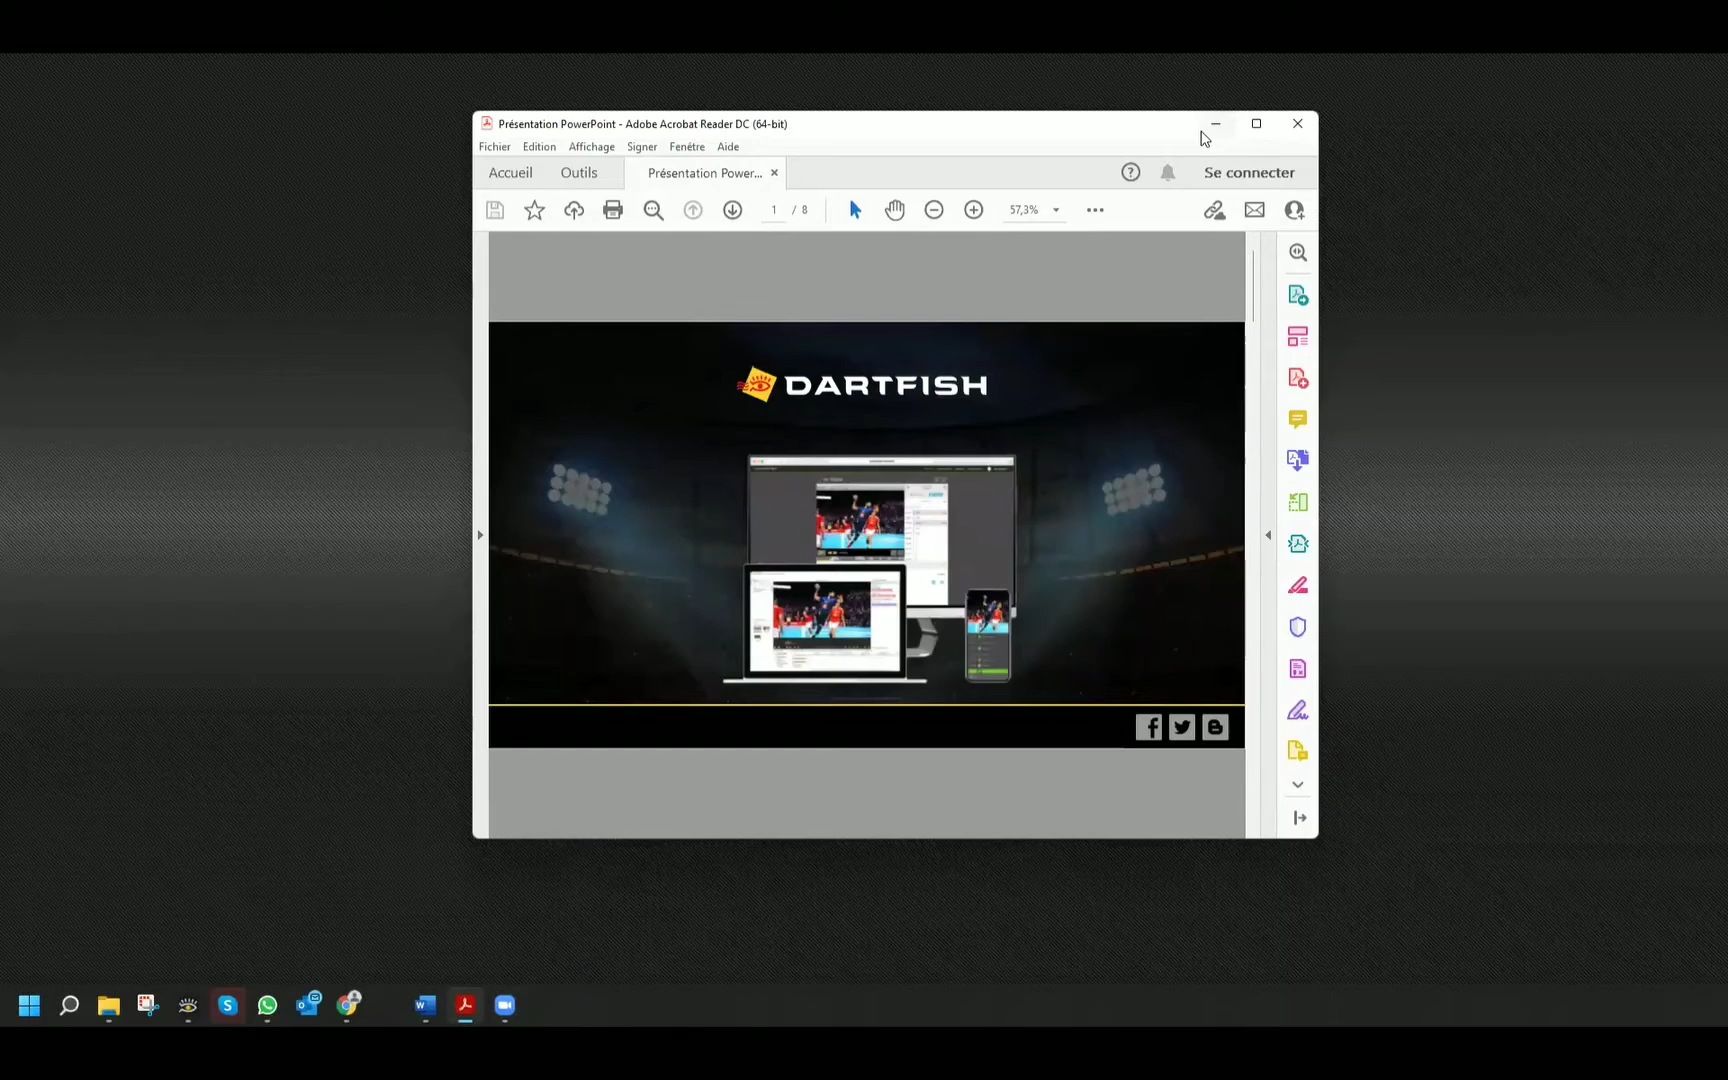 Présentation PowerPoint - Adobe Acrobat Reader DC (64-bit)
Fichier Edition Affichage Signer Fenêtre Aide
Accueil Outils Présentation Power... Se connecter
1 / 8 57,3%
DARTFISH